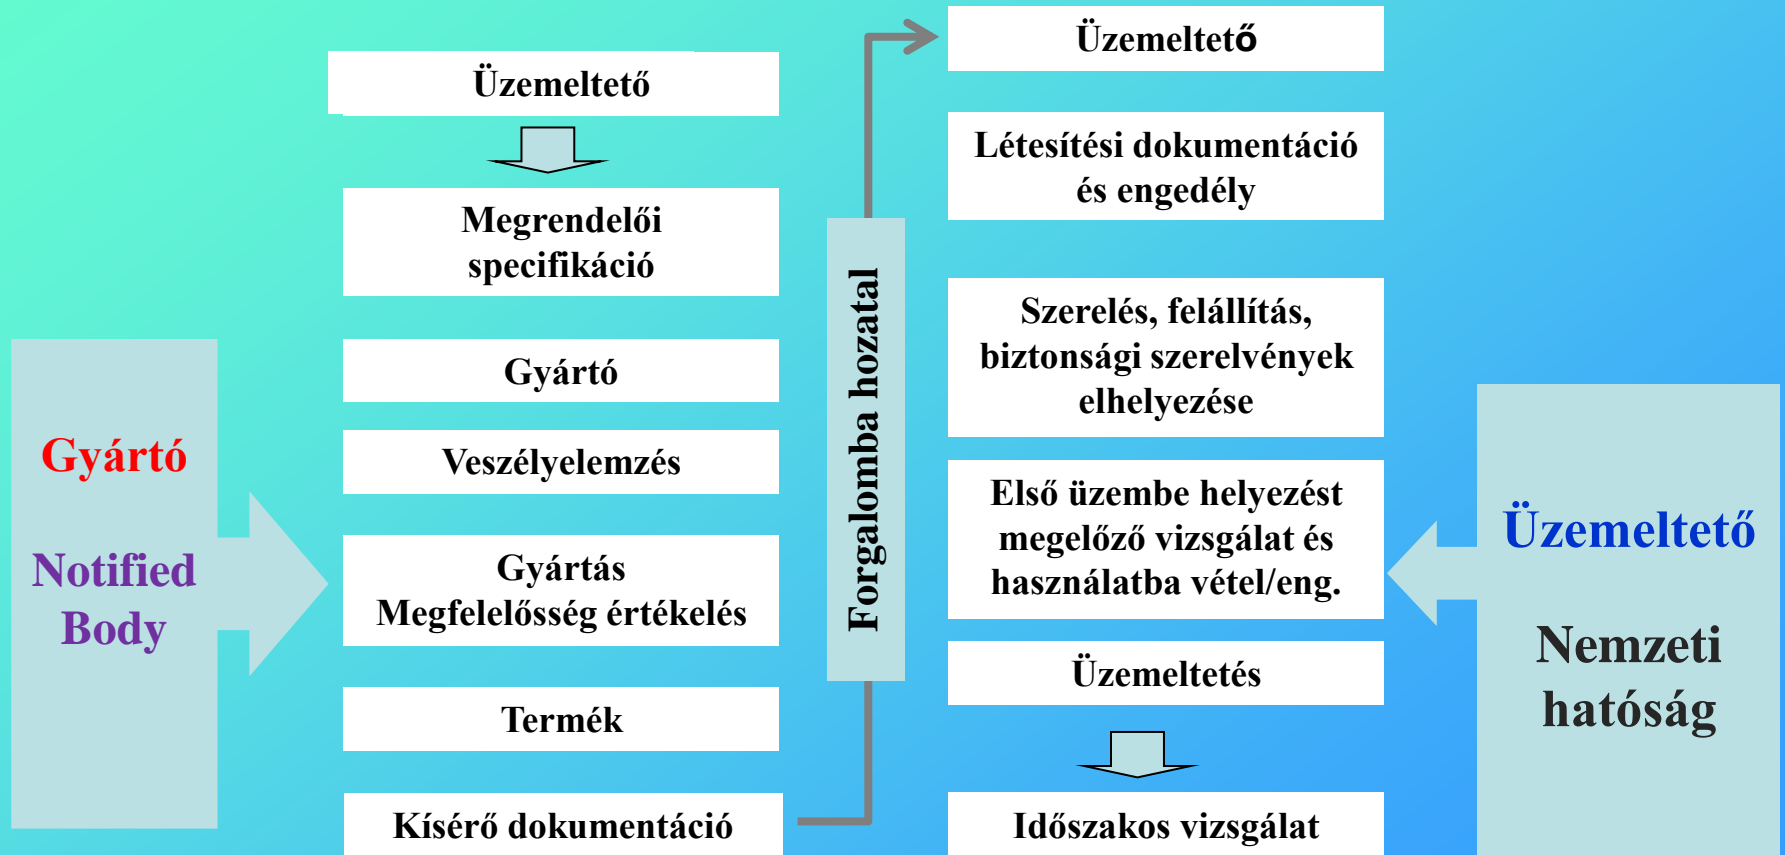 Üzemeltető
Megrendelői
specifikáció
Gyártó
Veszélyelemzés
Gyártás
Megfelelősség értékelés
Termék
Kísérő dokumentáció
Gyártó
Notified
Body
Forgalomba hozatal
Üzemeltető
Létesítési dokumentáció
és engedély
Szerelés, felállítás,
biztonsági szerelvények
elhelyezése
Első üzembe helyezést
megelőző vizsgálat és
használatba vétel/eng.
Üzemeltetés
Időszakos vizsgálat
Üzemeltető
Nemzeti
hatóság